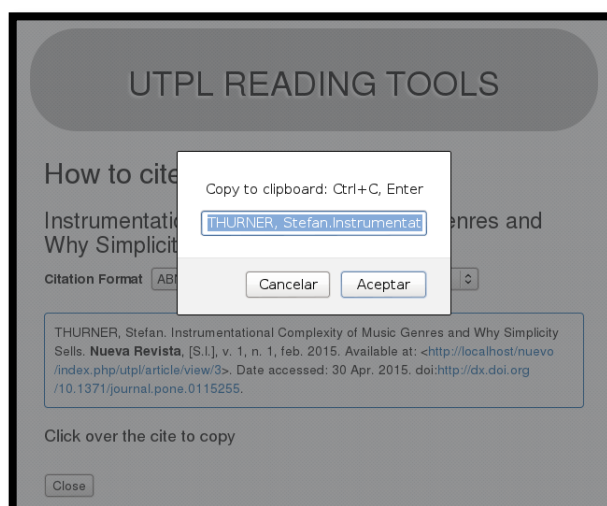 UTPL READING TOOLS
How to cite
Copy to clipboard: Ctrl+C, Enter
Instrumentatio
enres and
THURNER, Stefan.Instrumentat
Why Simplicit
Citation Format
Cancelar
Aceptar
THURNER, Stefan. Instrumentational Complexity of Music Genres and Why Simplicity
Sells. Nueva Revista, [S.l.], v. 1, n. 1, feb. 2015. Available at: <http://localhost/nuevo
/index.php/utpl/article/view/3>. Date accessed: 30 Apr. 2015. doi:http://dx.doi.org
/10.1371/journal.pone.0115255.
Click over the cite to copy
Close